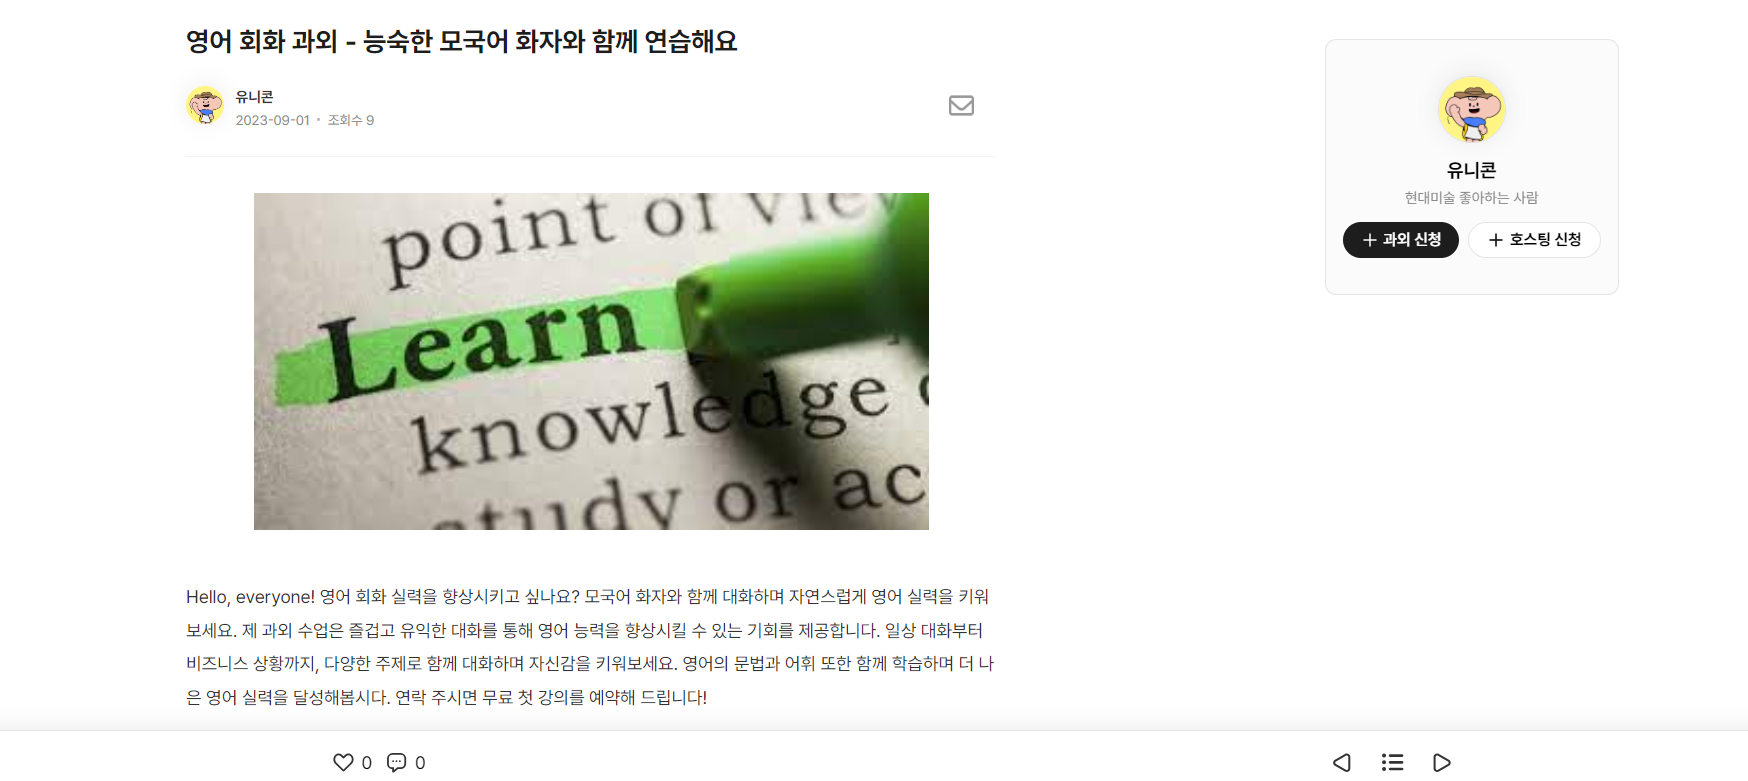 영어 회화 과외 - 능숙한 모국어 화자와 함께 연습해요
유니콘
2023-09-01 • 조회수 9
point of view
Learn
knowledge
study or ac
Hello, everyone! 영어 회화 실력을 향상시키고 싶나요? 모국어 화자와 함께 대화하며 자연스럽게 영어 실력을 키워
보세요. 제 과외 수업은 즐겁고 유익한 대화를 통해 영어 능력을 향상시킬 수 있는 기회를 제공합니다. 일상 대화부터
비즈니스 상황까지, 다양한 주제로 함께 대화하며 자신감을 키워보세요. 영어의 문법과 어휘 또한 함께 학습하며 더 나
은 영어 실력을 달성해봅시다. 연락 주시면 무료 첫 강의를 예약해 드립니다!
유니콘
현대미술 좋아하는 사람
+ 과외 신청
+ 호스팅 신청
0
0